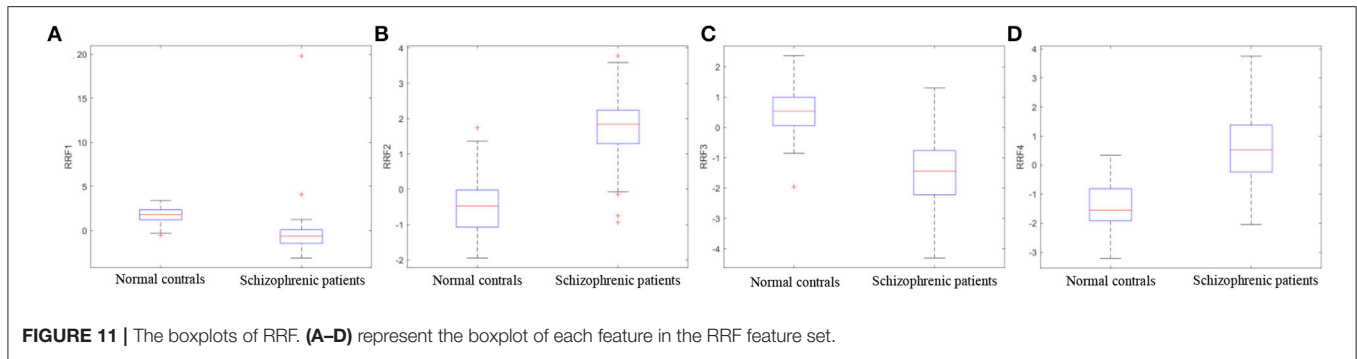 A
20
15
10
5
0
RRF1
Normal contrals Schizophrenic patients
B
4
3
2
1
0
-1
-2
RRF2
Normal contrals Schizophrenic patients
C
2
1
0
-1
-2
-3
-4
RRF3
Normal contrals Schizophrenic patients
D
4
3
2
1
0
-1
-2
-3
RRF4
Normal contrals Schizophrenic patients
FIGURE 11 | The boxplots of RRF. (A–D) represent the boxplot of each feature in the RRF feature set.